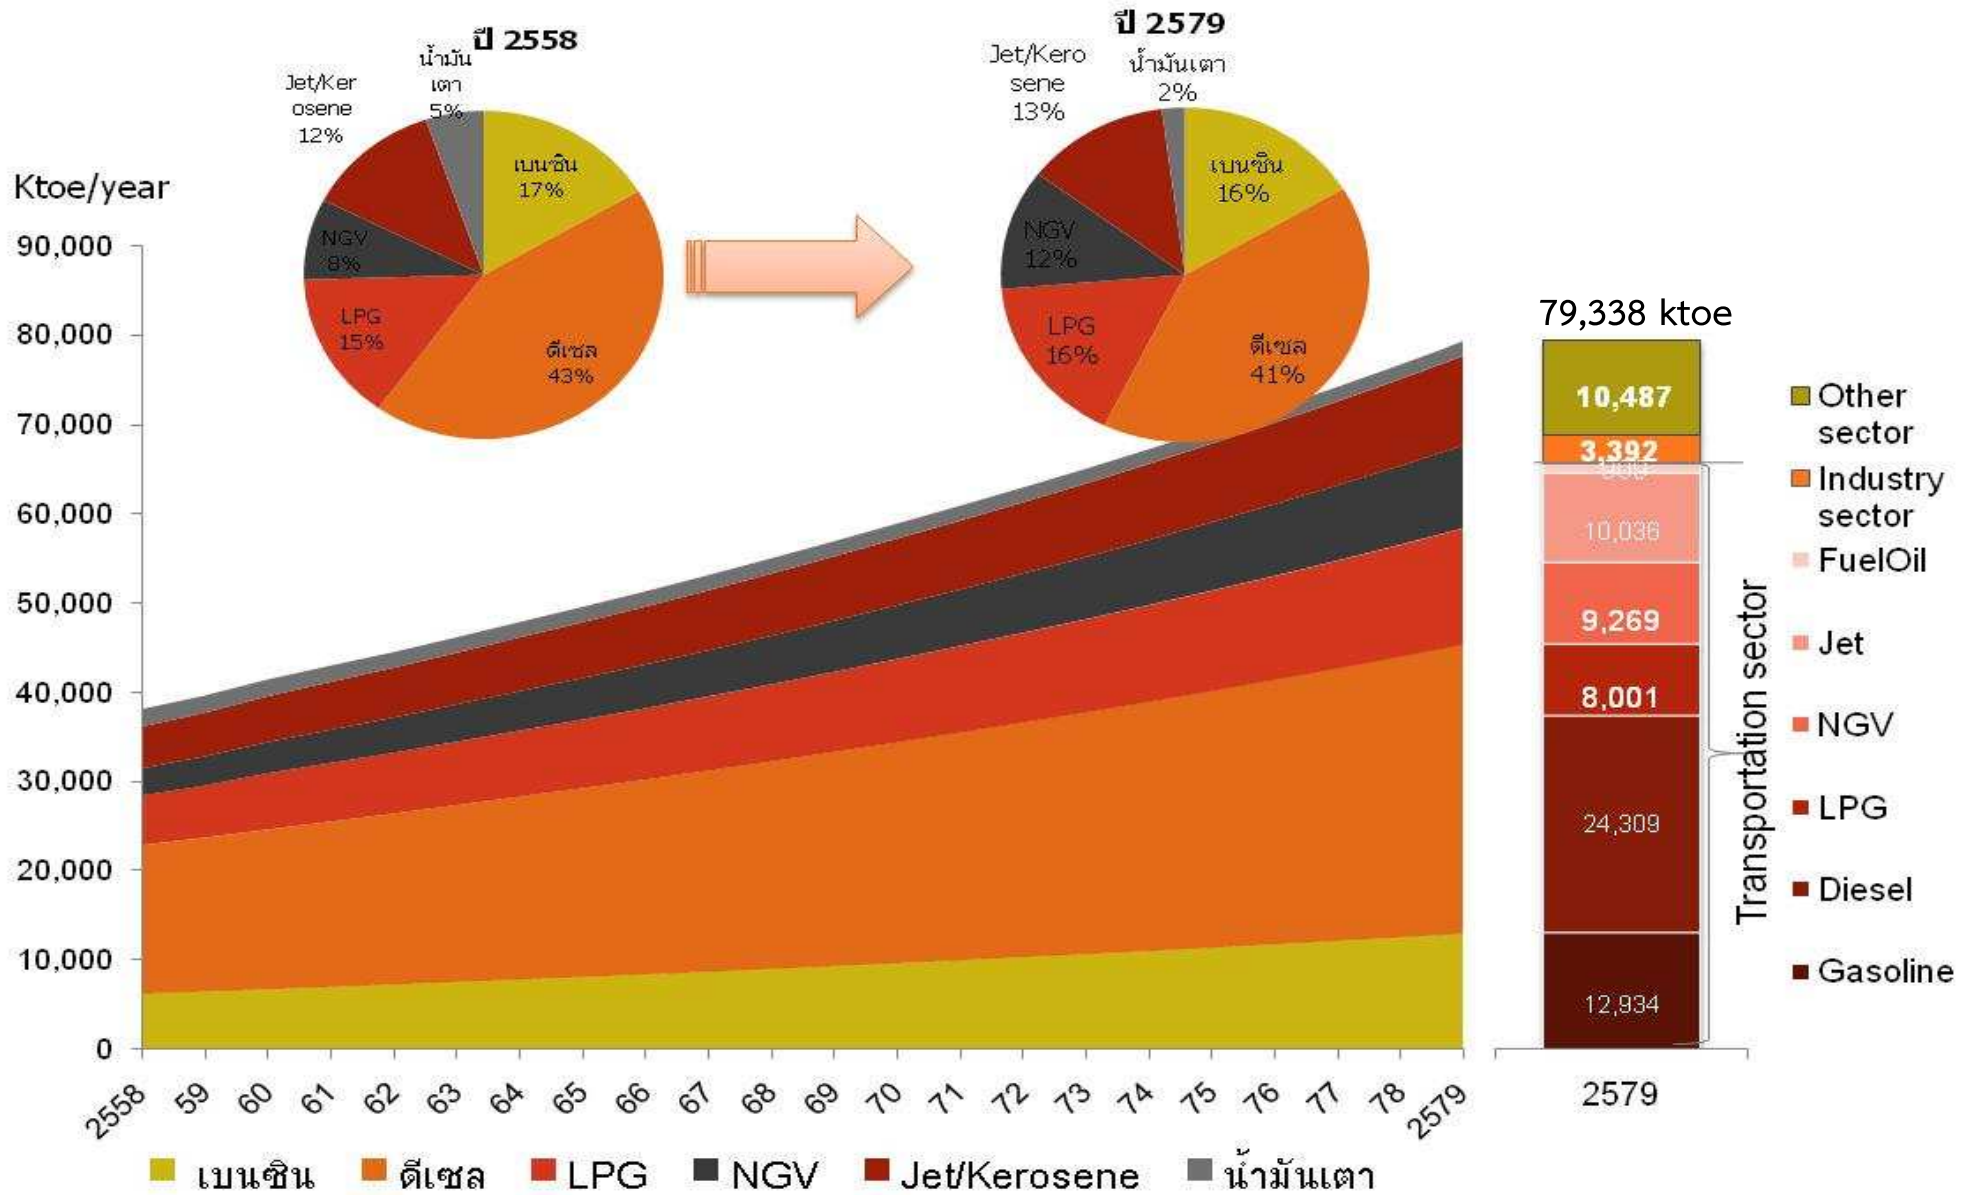 ปี 2558
น้ำมัน
เตา
5%
Jet/Ker
osene
12%
เบนซิน
17%
NGV
8%
LPG
15%
ดีเซล
43%
ปี 2579
Jet/Kero
sene
13%
น้ำมันเตา
2%
เบนซิน
16%
NGV
12%
LPG
16%
ดีเซล
41%
Ktoe/year
90,000
80,000
70,000
60,000
50,000
40,000
30,000
20,000
10,000
0
2558 59 60 61 62 63 64 65 66 67 68 69 70 71 72 73 74 75 76 77 78 2579
เบนซิน ดีเซล LPG NGV Jet/Kerosene น้ำมันเตา
79,338 ktoe
10,487
3,392
10,036
9,269
8,001
24,309
12,934
2579
Transportation sector
Other
sector
Industry
sector
FuelOil
Jet
NGV
LPG
Diesel
Gasoline